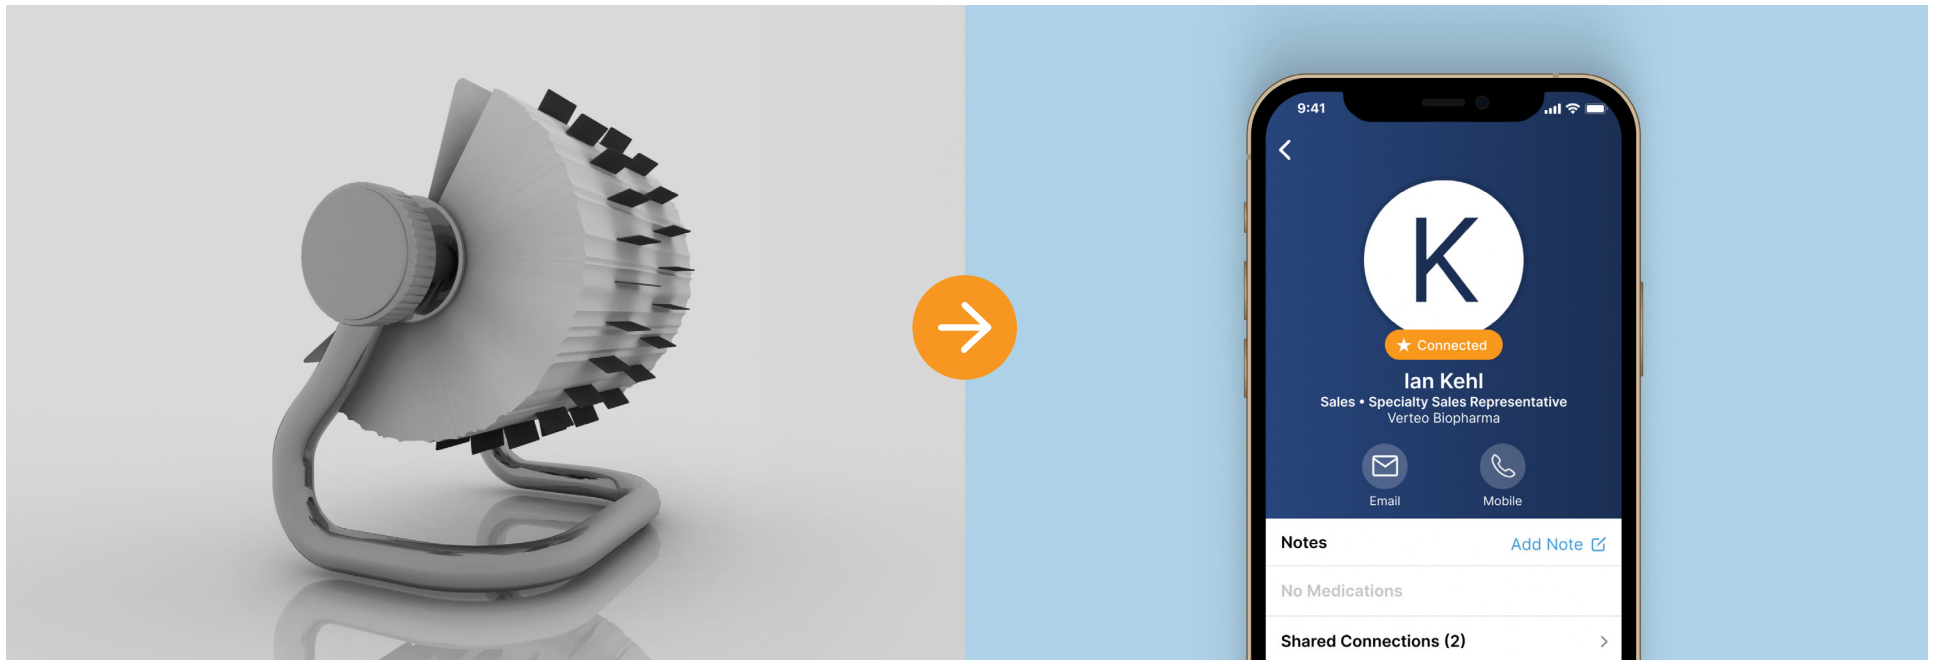 9:41
K
Connected
Ian Kehl
Sales • Specialty Sales Representative
Verteo Biopharma
Email
Mobile
Notes
Add Note
No Medications
Shared Connections (2)